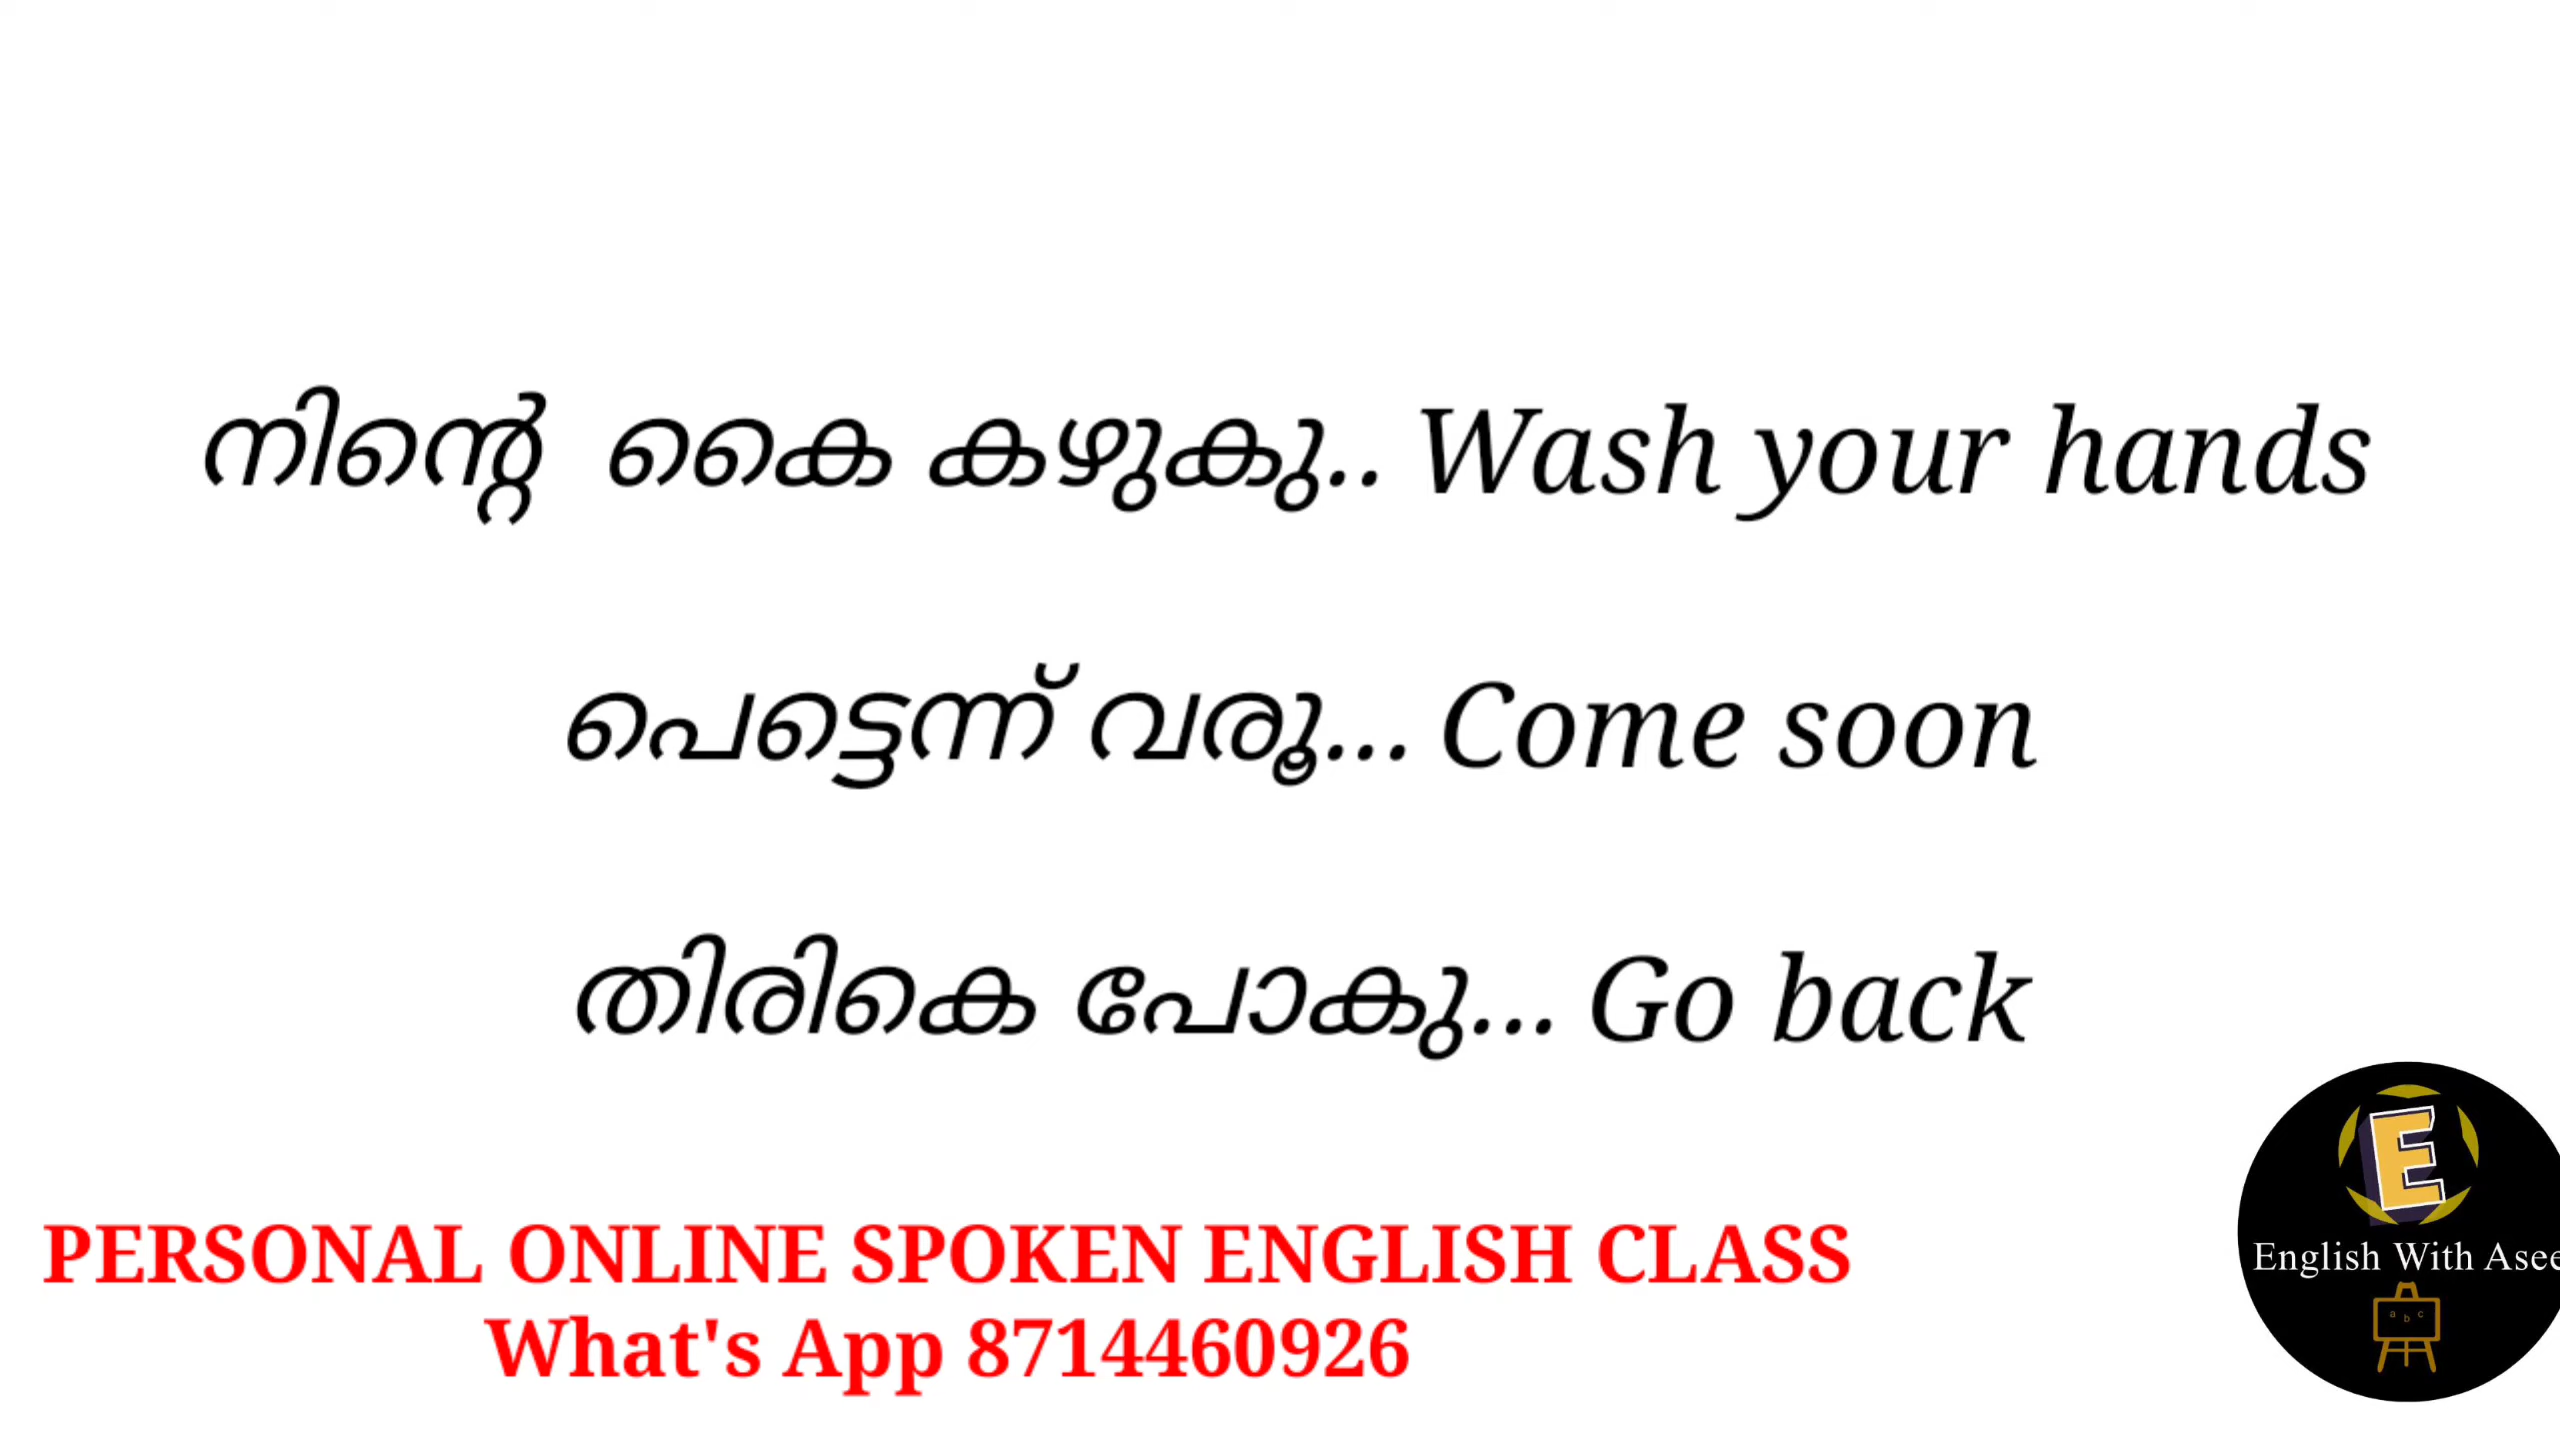 നിന്റെ കൈ കഴുകു.. Wash your hands
പെട്ടെന്ന് വരൂ... Come soon
തിരികെ പോകു... Go back
PERSONAL ONLINE SPOKEN ENGLISH CLASS
What's App 8714460926
E
English With
a b c